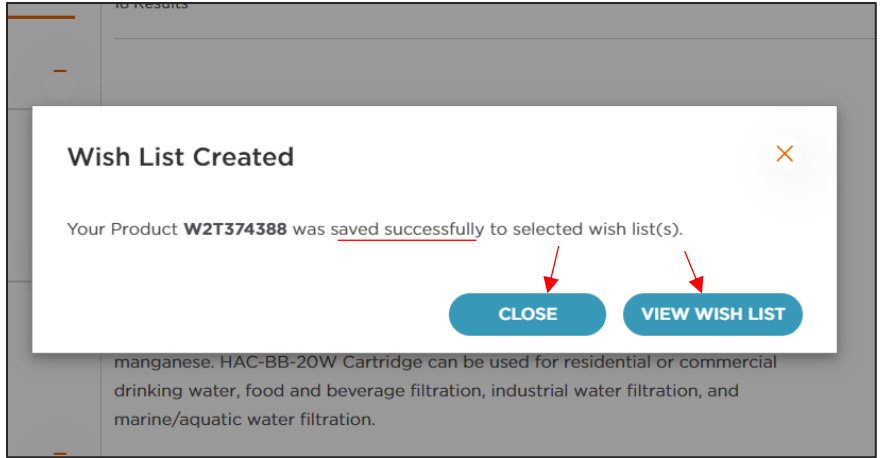 18 Results
Wish List Created
Your Product W2T374388 was saved successfully to selected wish list(s).
CLOSE
VIEW WISH LIST
manganese. HAC-BB-20W Cartridge can be used for residential or commercial
drinking water, food and beverage filtration, industrial water filtration, and
marine/aquatic water filtration.